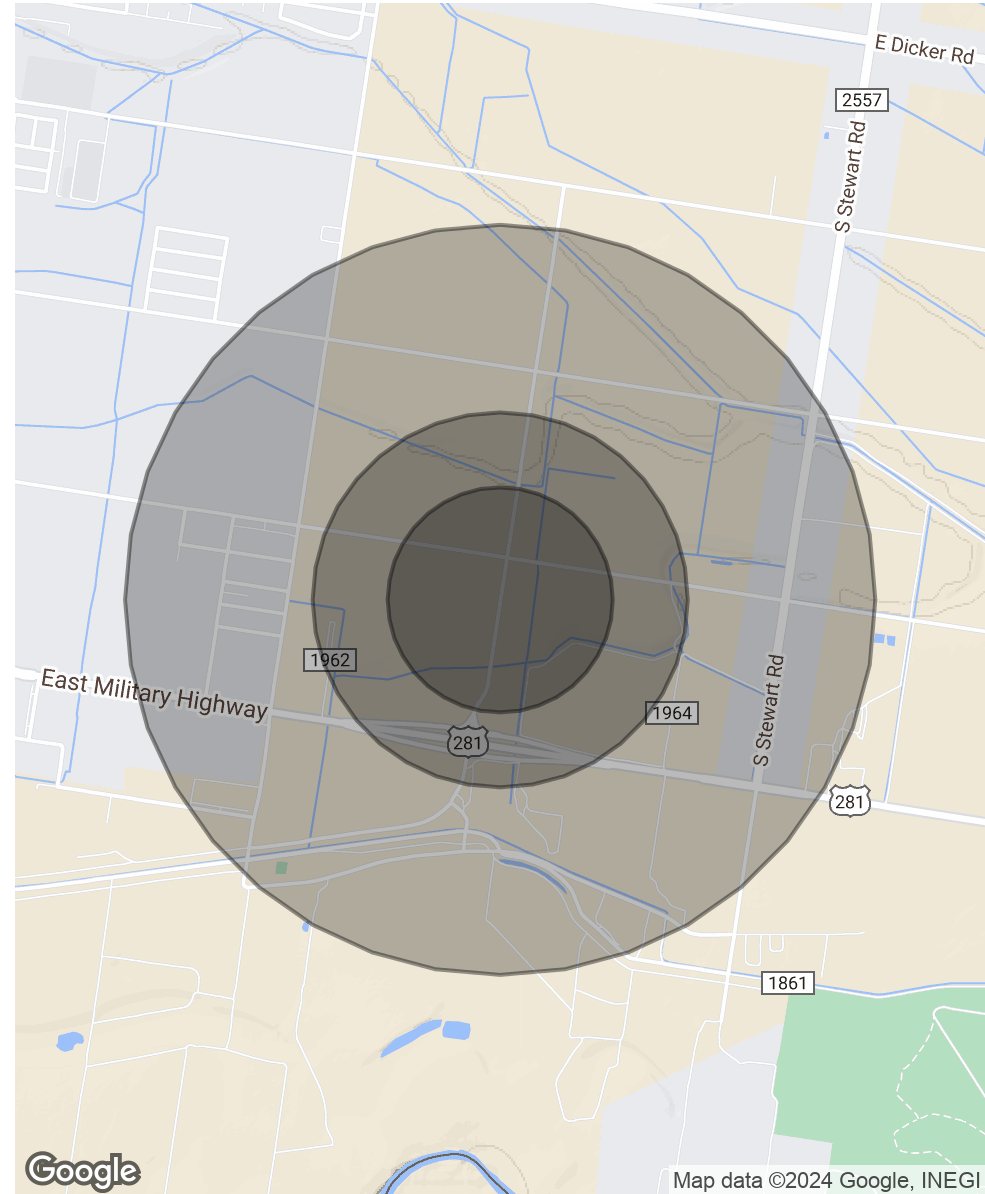 E Dicker Rd
2557
S Stewart Rd
1962
East Military Highway
S Stewart Rd
1964
281
281
1861
Google
Map data ©2024 Google, INEGI